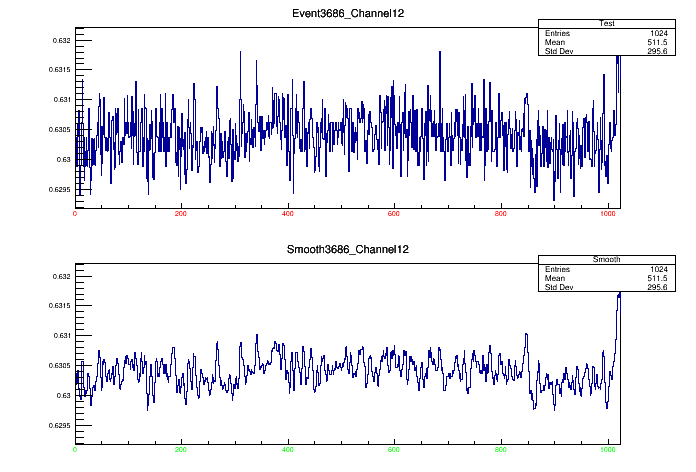 Event3686_Channel12
Test
Entries 1024
Mean 511.5
Std Dev 295.6
0.632
0.6315
0.631
0.6305
0.63
0.6295
0 200 400 600 800 1000
Smooth3686_Channel12
Smooth
Entries 1024
Mean 511.5
Std Dev 295.6
0.632
0.6315
0.631
0.6305
0.63
0.6295
0 200 400 600 800 1000